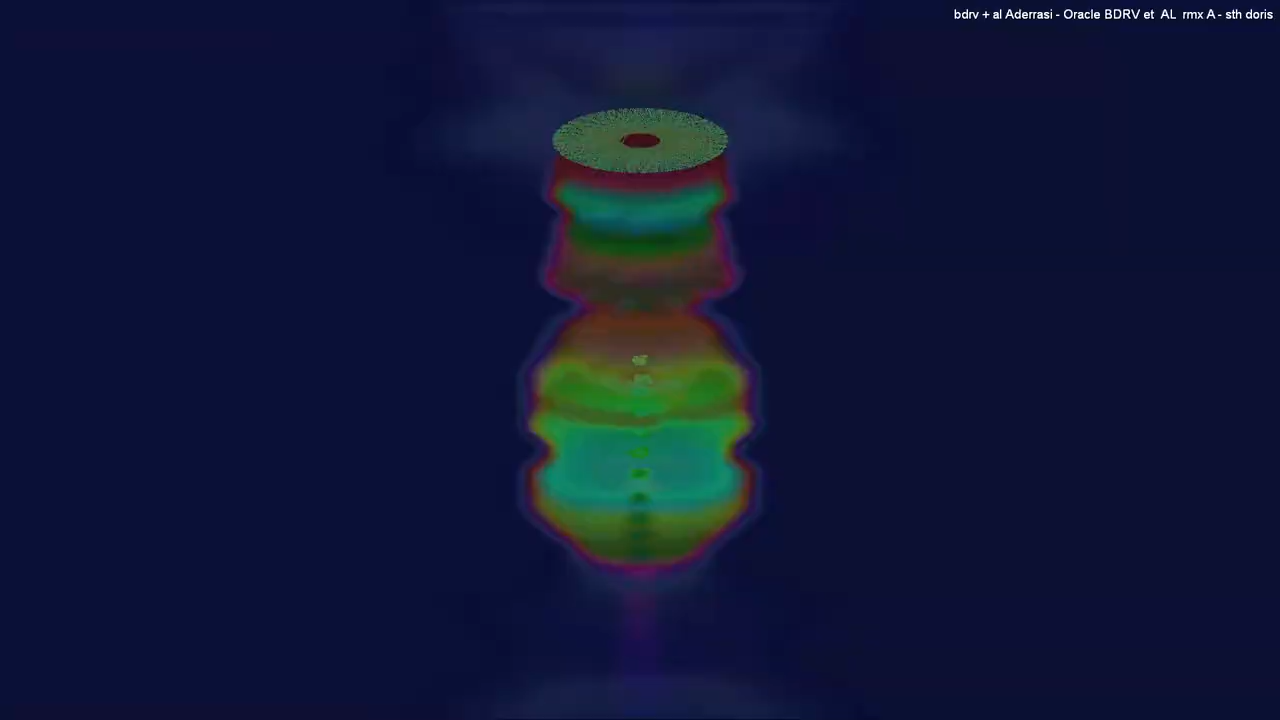 bdrv + al Aderrasi - Oracle BDRV et  AL  rmx A - sth doris